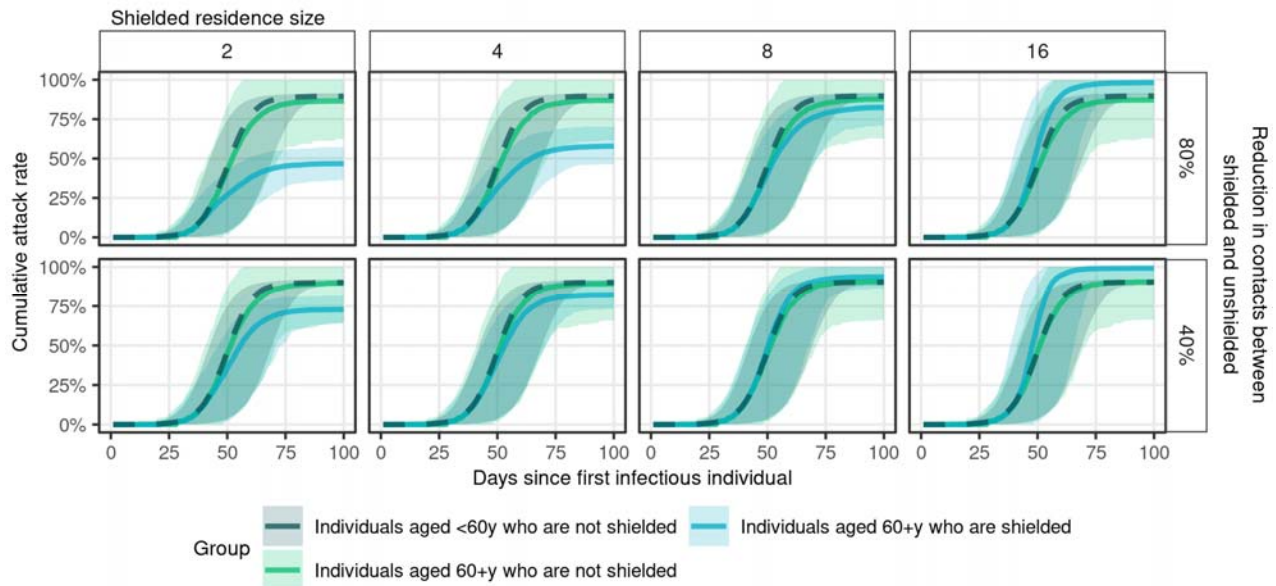 Shielded residence size
2 4 8 16
100%
75%
50%
25%
0%
80%
100%
75%
50%
25%
0%
40%
Cumulative attack rate
Reduction in contacts between
shielded and unshielded
0 25 50 75 100 0 25 50 75 100 0 25 50 75 100 0 25 50 75 100
Days since first infectious individual
Group
Individuals aged <60y who are not shielded
Individuals aged 60+y who are shielded
Individuals aged 60+y who are not shielded